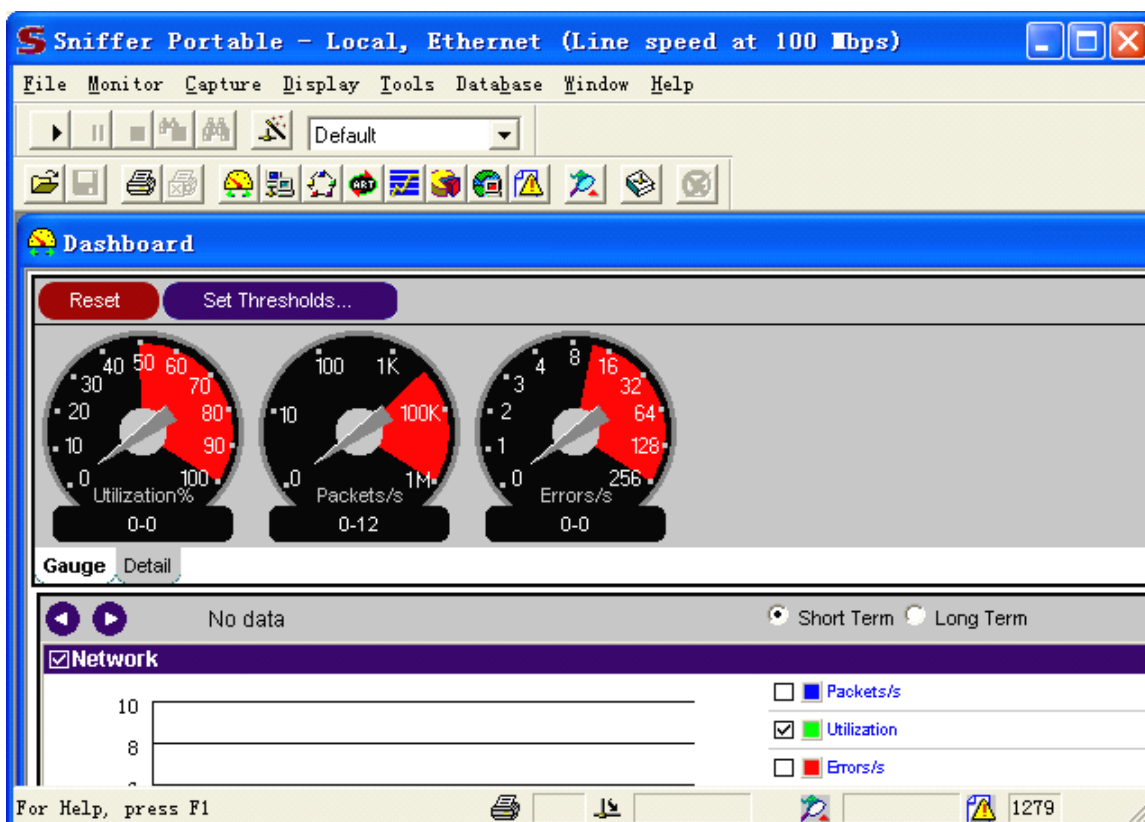 Sniffer Portable - Local, Ethernet (Line speed at 100 Mbps)
File Monitor Capture Display Tools Database Window Help
Default
ART
Dashboard
Reset Set Thresholds...
0 10 20 30 40 50 60 70 80 90 100
Utilization%
0-0
0 10 100 1K 100K 1M
Packets/s
0-12
0 1 2 3 4 8 16 32 64 128 256
Errors/s
0-0
Gauge Detail
No data Short Term Long Term
Network
10
8
Packets/s
Utilization
Errors/s
For Help, press F1 1279